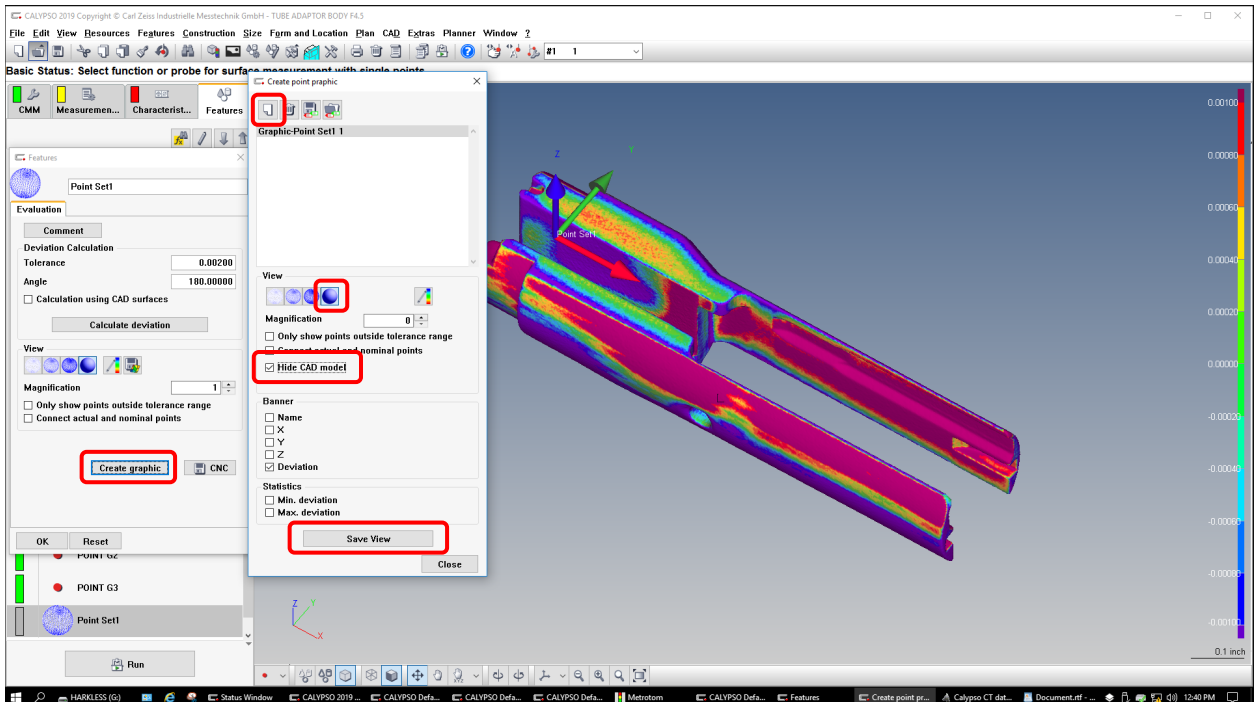 CALYPSO 2019 Copyright © Carl Zeiss Industrielle Messtechnik GmbH - TUBE ADAPTOR BODY F4.5
File Edit View Resources Features Construction Size Form and Location Plan CAD Extras Planner Window ?
#1 1
Basic Status: Select function or probe for surface measurement with single points
CMM
Measuremen...
Characterist...
Features
Features
Point Set1
Evaluation
Comment
Deviation Calculation
Tolerance 0.00200
Angle 180.00000
Calculation using CAD surfaces
Calculate deviation
View
Magnification 1
Only show points outside tolerance range
Connect actual and nominal points
Create graphic
CNC
OK
Reset
POINT G2
POINT G3
Point Set1
Run
Create point praphic
Graphic-Point Set1 1
View
Magnification 0
Only show points outside tolerance range
Connect actual and nominal points
Hide CAD model
Banner
Name
X
Y
Z
Deviation
Statistics
Min. deviation
Max. deviation
Save View
Close
Z
Y
Point Set1
Z
Y
X
0.00100
0.00080
0.00060
0.00040
0.00020
0.00000
-0.00020
-0.00040
-0.00060
-0.00080
-0.00100
0.1 inch
HARKLESS (G:)
Status Window
CALYPSO 2019 ...
CALYPSO Defa...
CALYPSO Defa...
CALYPSO Defa...
Metrotom
CALYPSO Defa...
Features
Create point pr...
Calypso CT dat...
Document.rtf - ...
12:40 PM